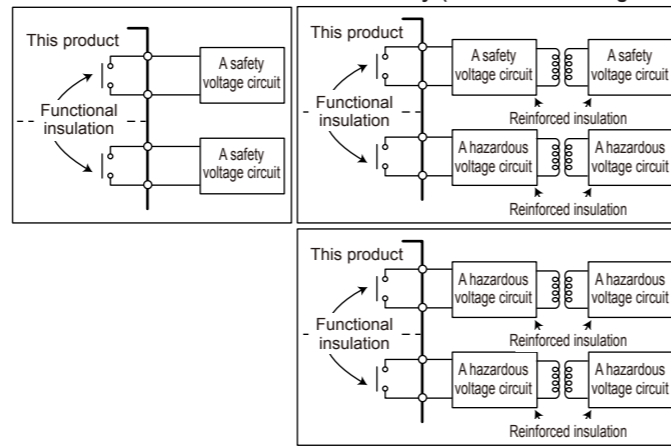 This product
A safety
voltage circuit
Functional
insulation
A safety
voltage circuit
This product
A safety
voltage circuit
A safety
voltage circuit
Reinforced insulation
Functional
insulation
A hazardous
voltage circuit
A hazardous
voltage circuit
Reinforced insulation
This product
A hazardous
voltage circuit
A hazardous
voltage circuit
Reinforced insulation
Functional
insulation
A hazardous
voltage circuit
A hazardous
voltage circuit
Reinforced insulation